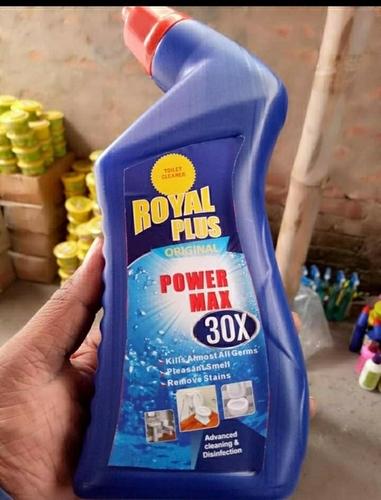 TOILET
CLEANER
ROYAL
PLUS
ORIGINAL
POWER
MAX
30X
- Kills Almost All Germs
- Pleasant Smell
- Remove Stains
Advanced
cleaning &
Disinfection